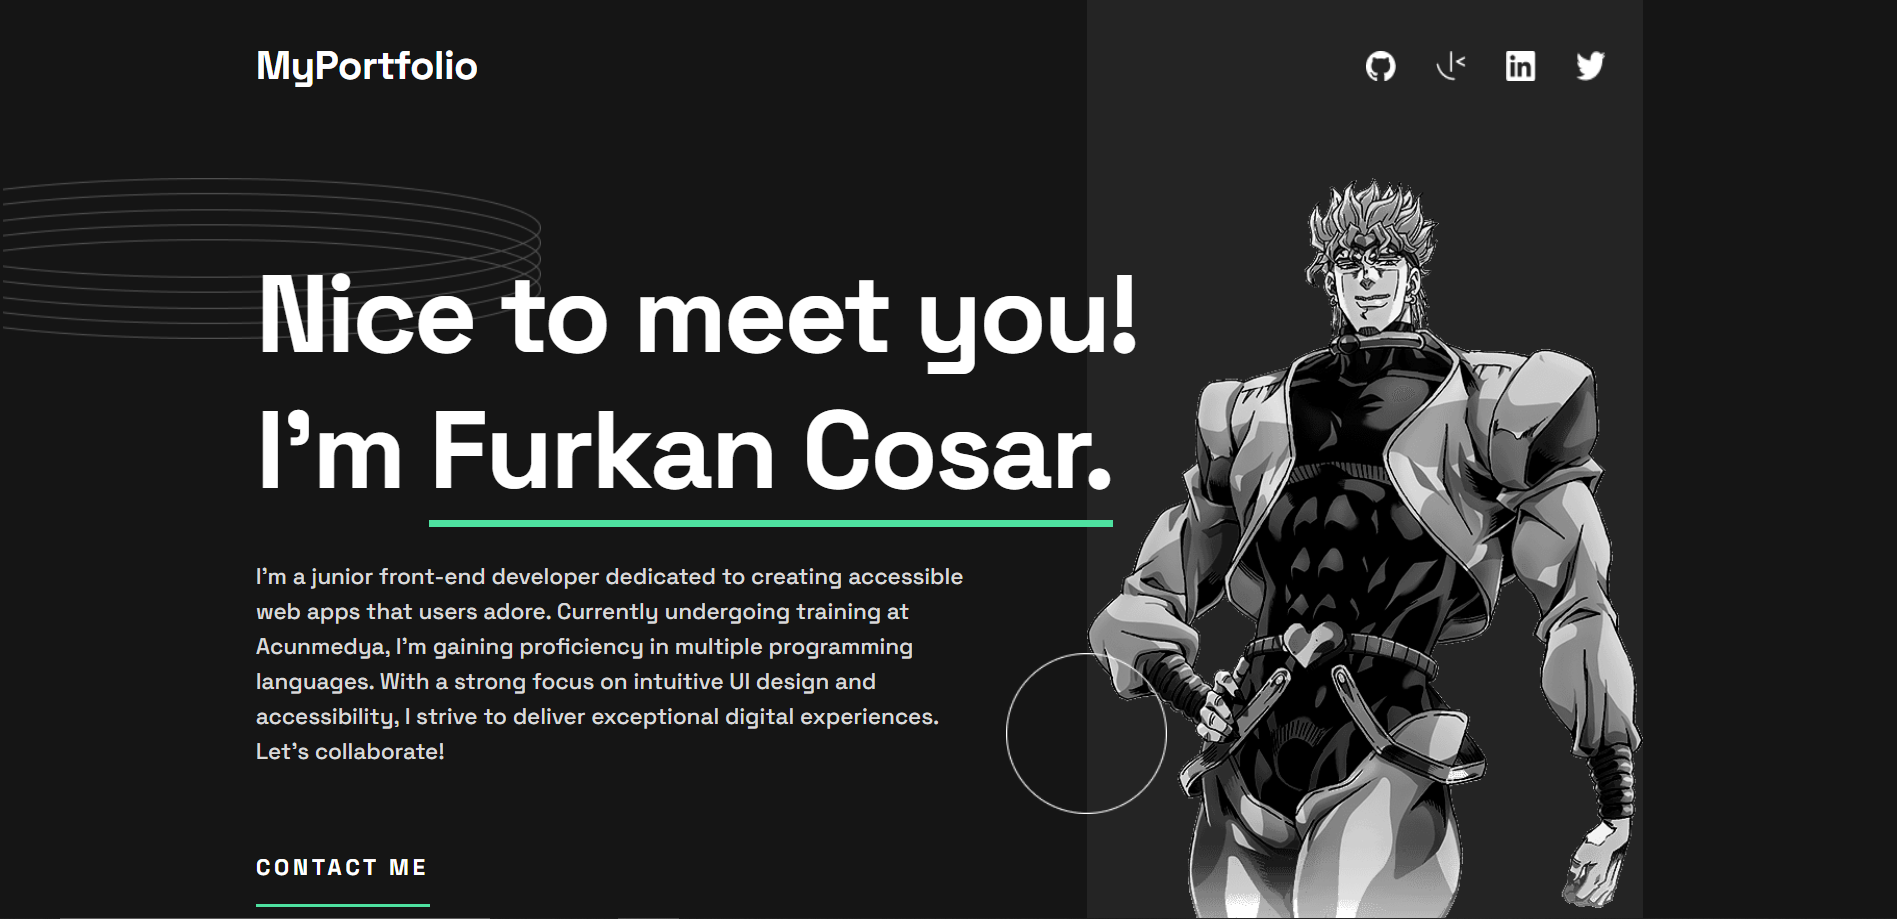 MyPortfolio
Nice to meet you!
I’m Furkan Cosar.
I’m a junior front-end developer dedicated to creating accessible
web apps that users adore. Currently undergoing training at
Acunmedya, I’m gaining proficiency in multiple programming
languages. With a strong focus on intuitive UI design and
accessibility, I strive to deliver exceptional digital experiences.
Let’s collaborate!
CONTACT ME